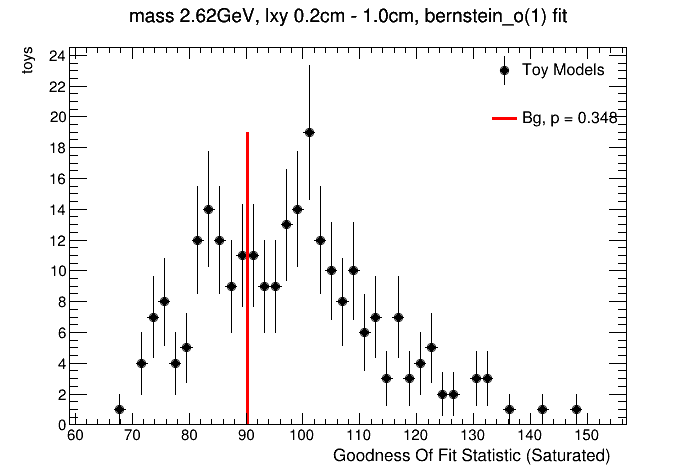 mass 2.62GeV, lxy 0.2cm - 1.0cm, bernstein_o(1) fit
toys
24
22
20
18
16
14
12
10
8
6
4
2
0
Toy Models
Bg, p = 0.348
60 70 80 90 100 110 120 130 140 150
Goodness Of Fit Statistic (Saturated)